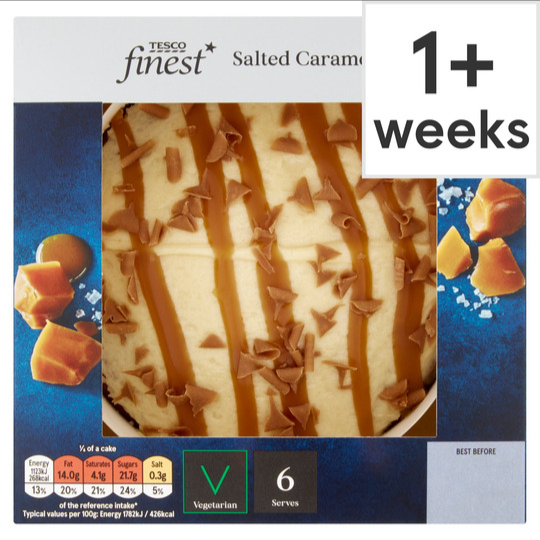 TESCO
finest*
Salted Carame
1+
weeks
¼ of a cake
Energy
1123kJ
268kcal
13%
Fat
14.0g
20%
Saturates
4.1g
21%
Sugars
21.7g
24%
Salt
0.3g
5%
of the reference intake*
Typical values per 100g: Energy 1782kJ / 426kcal
Vegetarian
6
Serves
BEST BEFORE